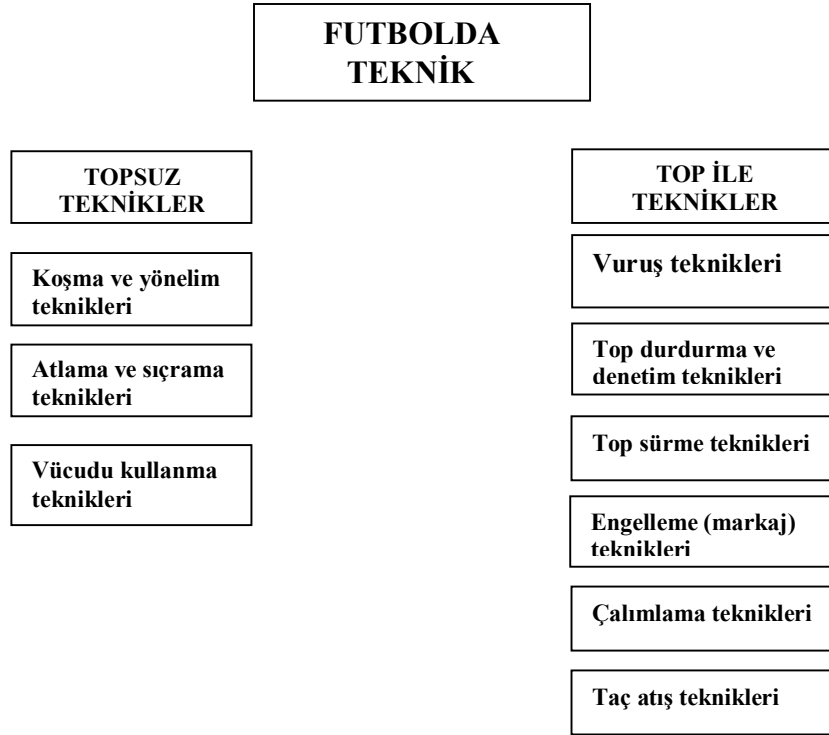 FUTBOLDA
TEKNİK
TOPSUZ
TEKNİKLER
Koşma ve yönelim
teknikleri
Atlama ve sıçrama
teknikleri
Vücudu kullanma
teknikleri
TOP İLE
TEKNİKLER
Vuruş teknikleri
Top durdurma ve
denetim teknikleri
Top sürme teknikleri
Engelleme (markaj)
teknikleri
Çalımlama teknikleri
Taç atış teknikleri